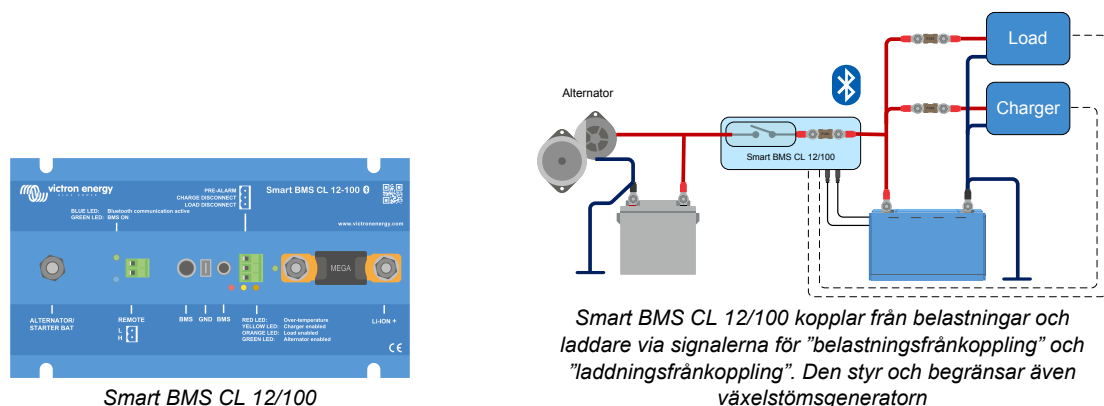 victron energy
BLUE POWER
PRE-ALARM
CHARGE DISCONNECT
LOAD DISCONNECT
Smart BMS CL 12-100
BLUE LED: Bluetooth communication active
GREEN LED: BMS ON
www.victronenergy.com
MEGA
ALTERNATOR/
STARTER BAT
REMOTE
L
H
BMS GND BMS
RED LED: Over-temperature
YELLOW LED: Charger enabled
ORANGE LED: Load enabled
GREEN LED: Alternator enabled
LI-ION +
CE
Smart BMS CL 12/100
Alternator
Load
Charger
Smart BMS CL 12/100
Smart BMS CL 12/100 kopplar från belastningar och
laddare via signalerna för ”belastningsfrånkoppling” och
”laddningsfrånkoppling”. Den styr och begränsar även
växelstömsgeneratorn